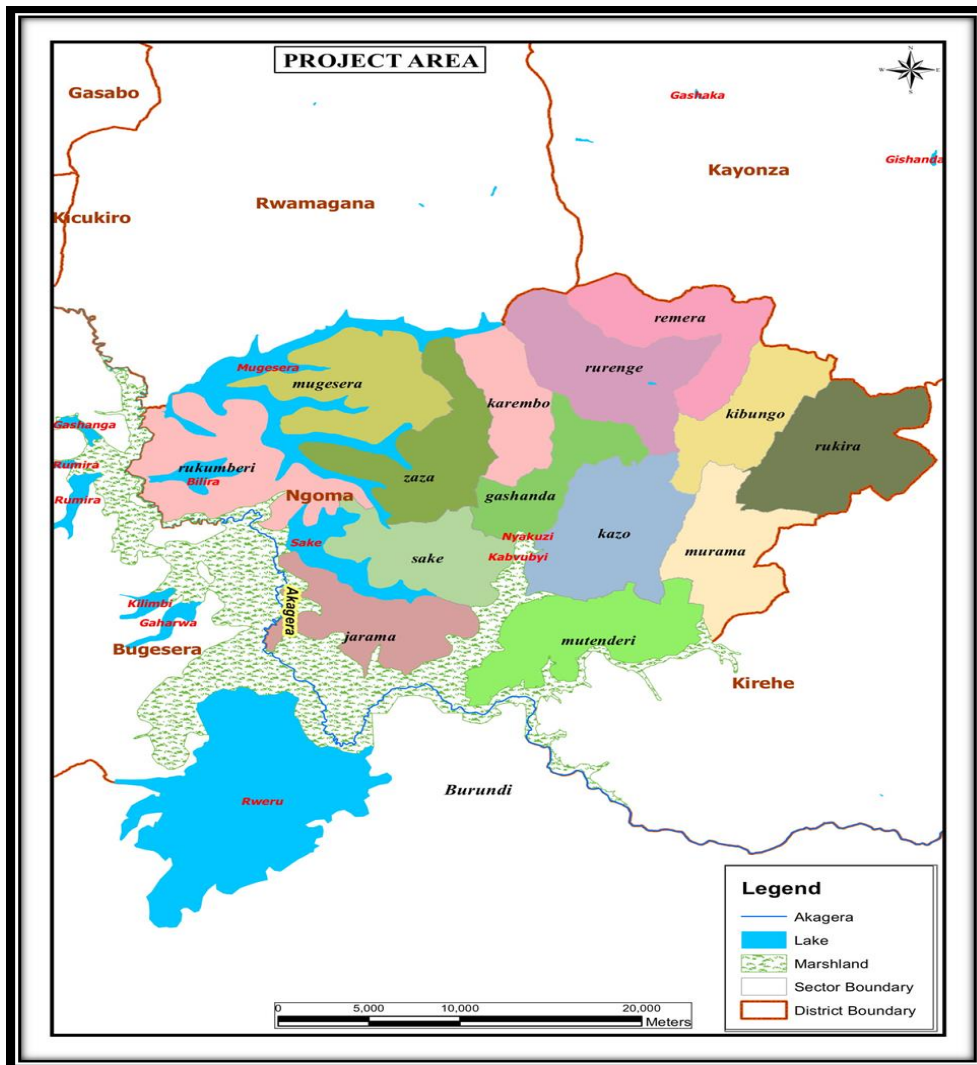 PROJECT AREA
N
W E
S
Gasabo
Gashaka
Gishanda
Kayonza
Rwamagana
Kicukiro
remera
rurenge
Mugesera
mugesera
karembo
kibungo
Gashanga
rukira
Rumira
rukumberi
zaza
Bilira
Ngoma
gashanda
Rumira
kazo
Nyakuzi
Sake
murama
sake
Kabvubyi
Akagera
Kilimbi
Gaharwa
jarama
mutenderi
Bugesera
Kirehe
Rweru
Burundi
Legend
Akagera
Lake
Marshland
Sector Boundary
District Boundary
0 5,000 10,000 20,000
Meters